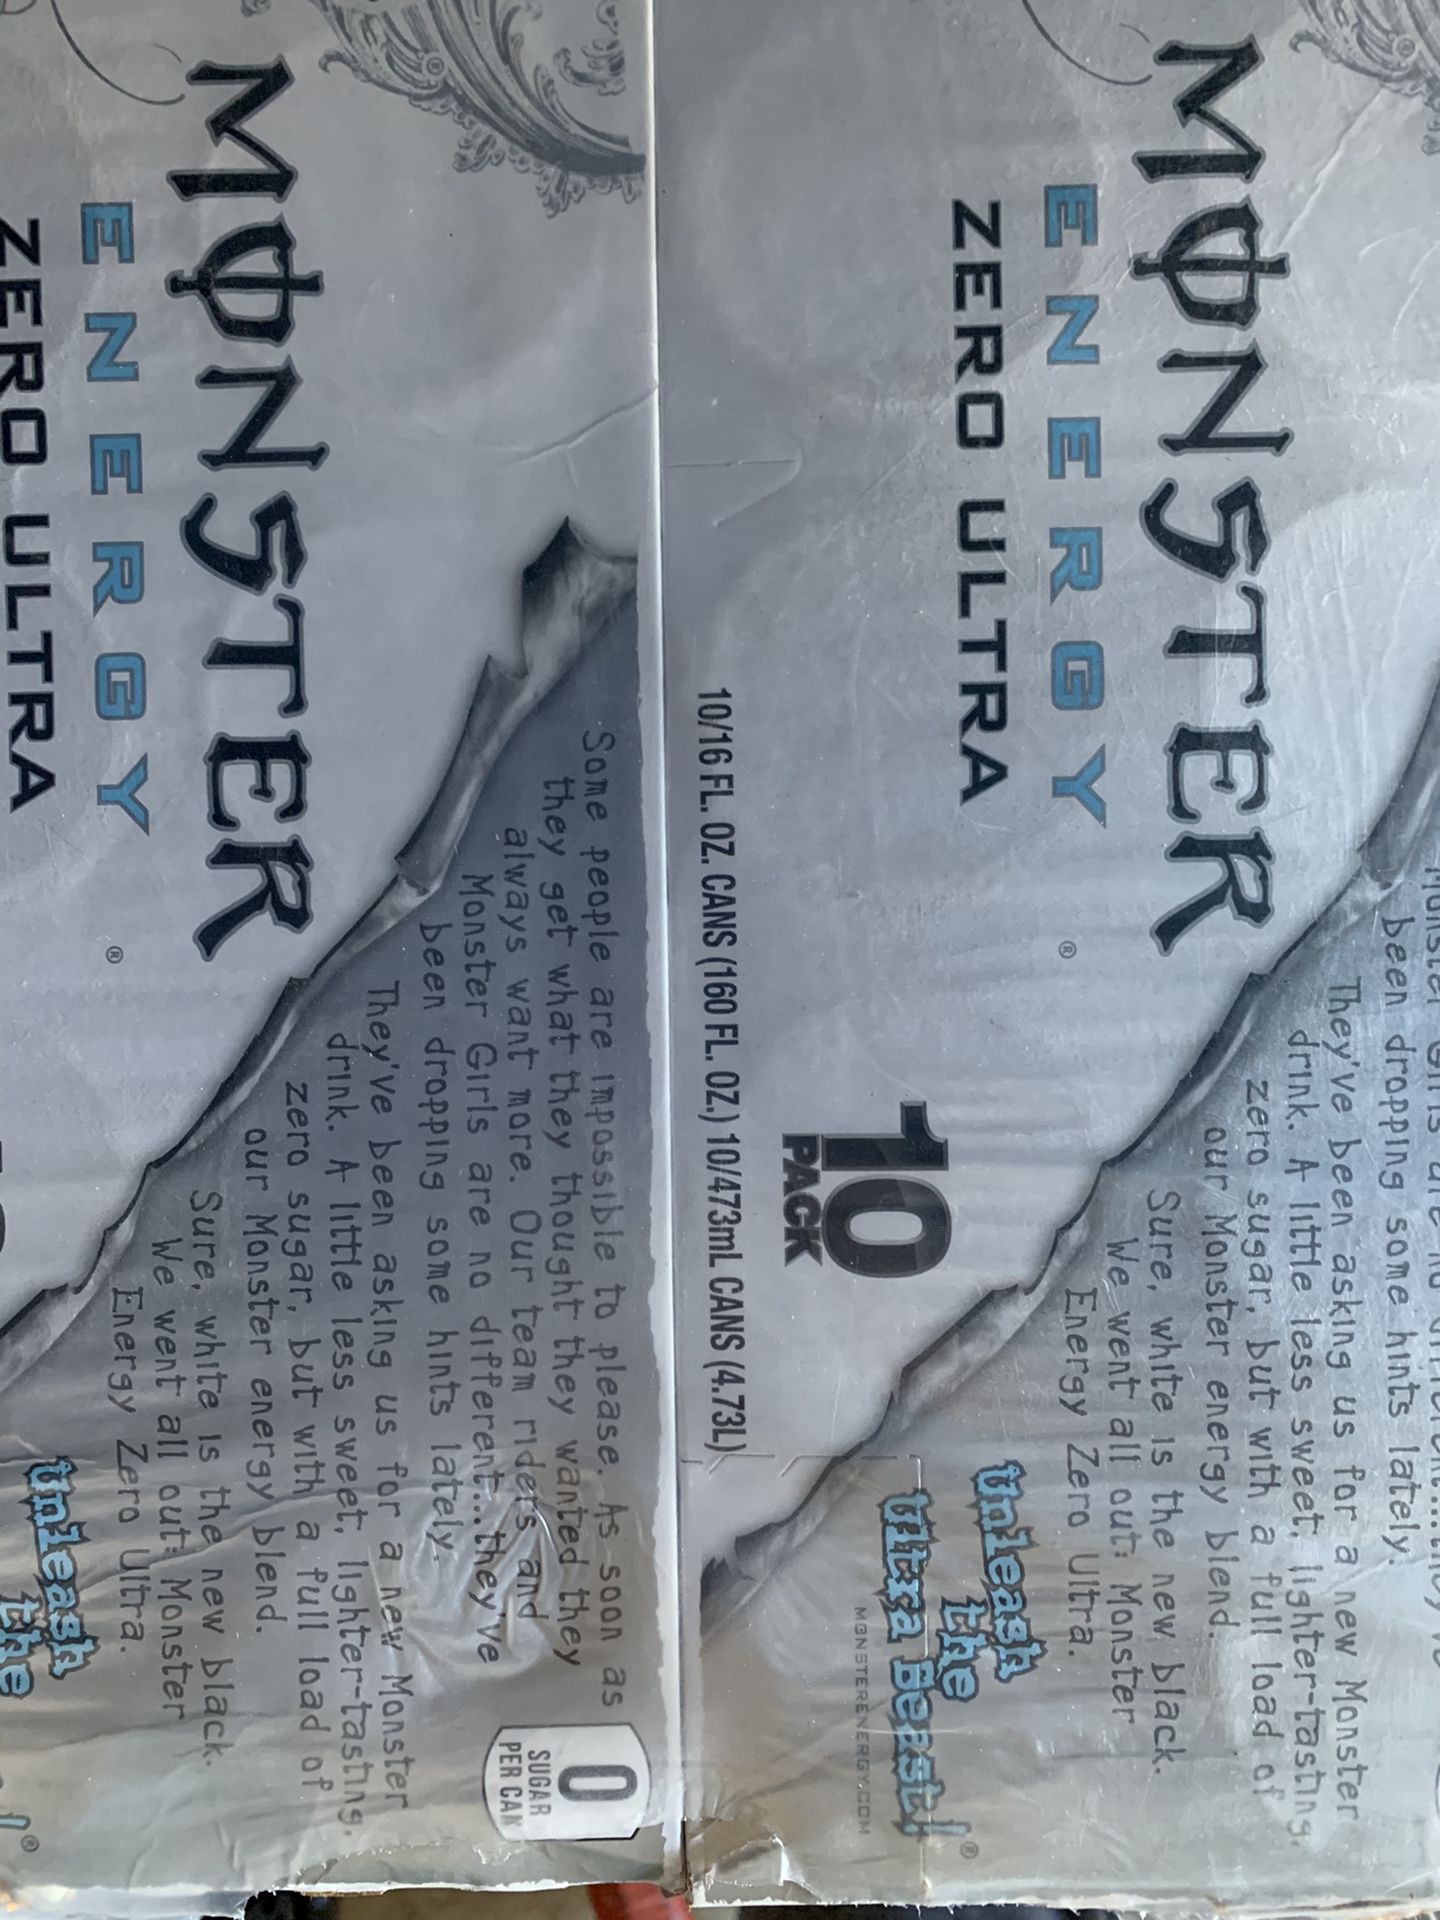 MONSTER
ENERGY
®
ZERO ULTRA
10
PACK
10/16 FL. OZ. CANS (160 FL. OZ.) 10/473mL CANS (4.73L)
been dropping some hints lately.
They've been asking us for a new Monster
drink. A little less sweet, lighter-tasting,
zero sugar, but with a full load of
our Monster energy blend.
Sure, white is the new black.
We went all out: Monster
Energy Zero Ultra.
Unleash
the
Ultra Beast!®
MONSTERENERGY.COM
®
MONSTER
ENERGY
®
ZERO ULTRA
Some people are impossible to please. As soon as
they get what they thought they wanted they
always want more. Our team riders and
Monster Girls are no different...they've
been dropping some hints lately.
They've been asking us for a new Monster
drink. A little less sweet, lighter-tasting,
zero sugar, but with a full load of
our Monster energy blend.
Sure, white is the new black.
We went all out: Monster
Energy Zero Ultra.
Unleash
the
®
0
SUGAR
PER CAN